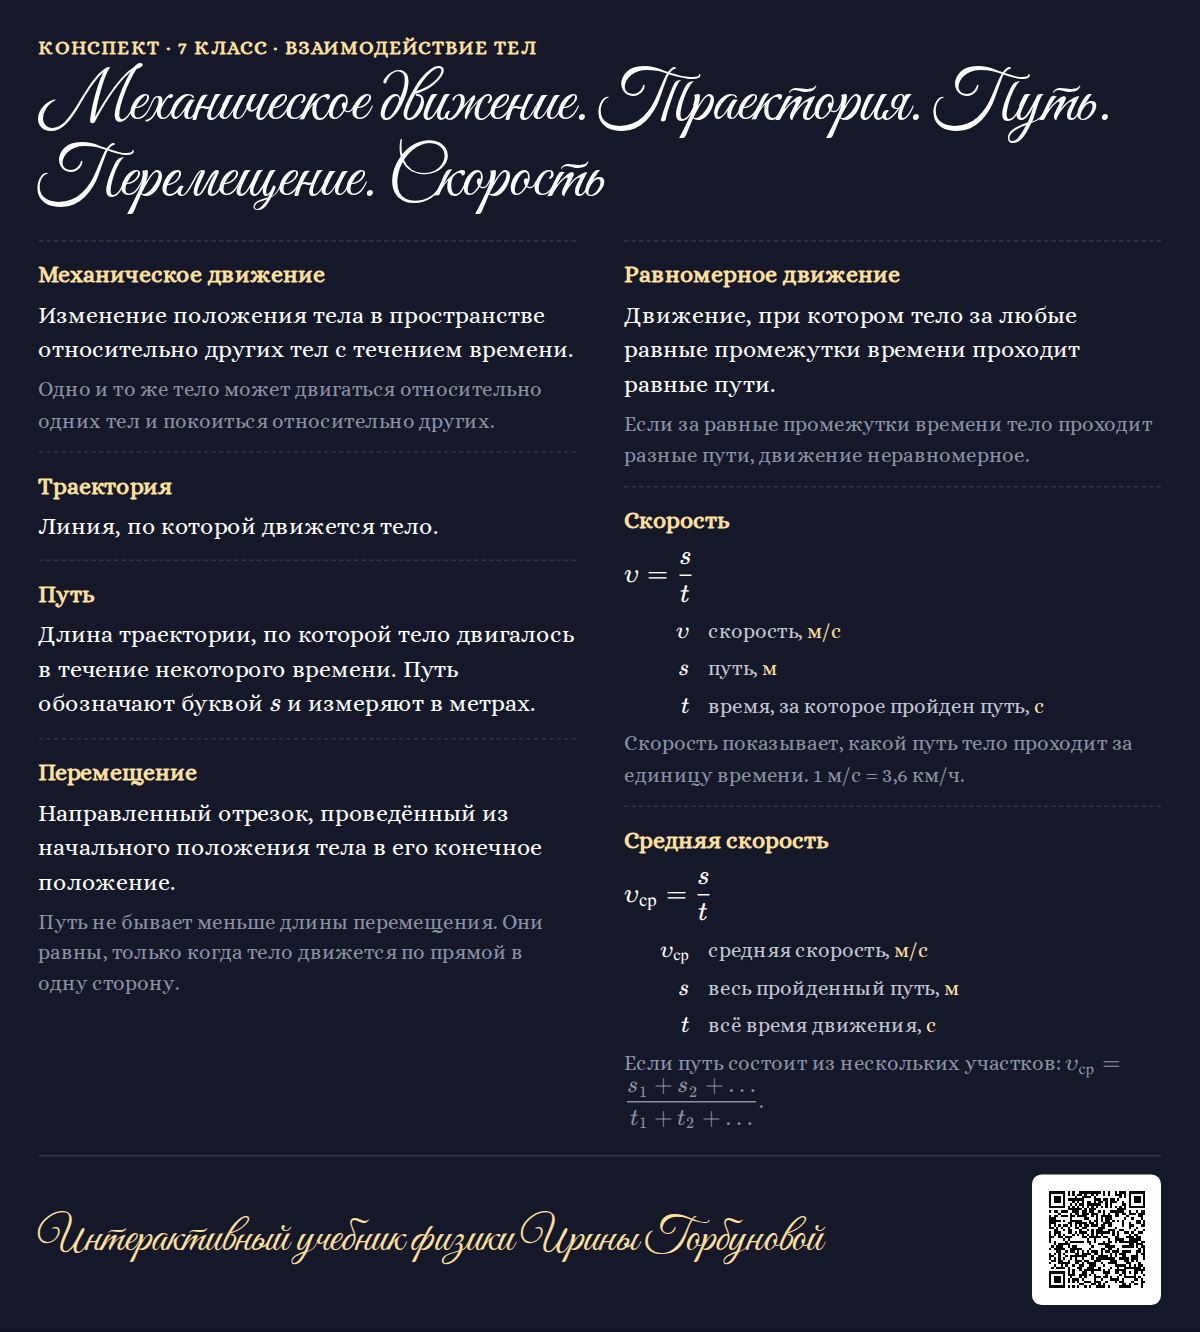 КОНСПЕКТ · 7 КЛАСС · ВЗАИМОДЕЙСТВИЕ ТЕЛ
Механическое движение. Траектория. Путь.
Перемещение. Скорость
Механическое движение
Изменение положения тела в пространстве
относительно других тел с течением времени.
Одно и то же тело может двигаться относительно
одних тел и покоиться относительно других.
Траектория
Линия, по которой движется тело.
Путь
Длина траектории, по которой тело двигалось
в течение некоторого времени. Путь
обозначают буквой s и измеряют в метрах.
Перемещение
Направленный отрезок, проведённый из
начального положения тела в его конечное
положение.
Путь не бывает меньше длины перемещения. Они
равны, только когда тело движется по прямой в
одну сторону.
Равномерное движение
Движение, при котором тело за любые
равные промежутки времени проходит
равные пути.
Если за равные промежутки времени тело проходит
разные пути, движение неравномерное.
Скорость
v = s/t
v скорость, м/с
s путь, м
t время, за которое пройден путь, с
Скорость показывает, какой путь тело проходит за
единицу времени. 1 м/с = 3,6 км/ч.
Средняя скорость
v_ср = s/t
v_ср средняя скорость, м/с
s весь пройденный путь, м
t всё время движения, с
Если путь состоит из нескольких участков: v_ср =
(s₁ + s₂ + …)/(t₁ + t₂ + …).
Интерактивный учебник физики Ирины Горбуновой